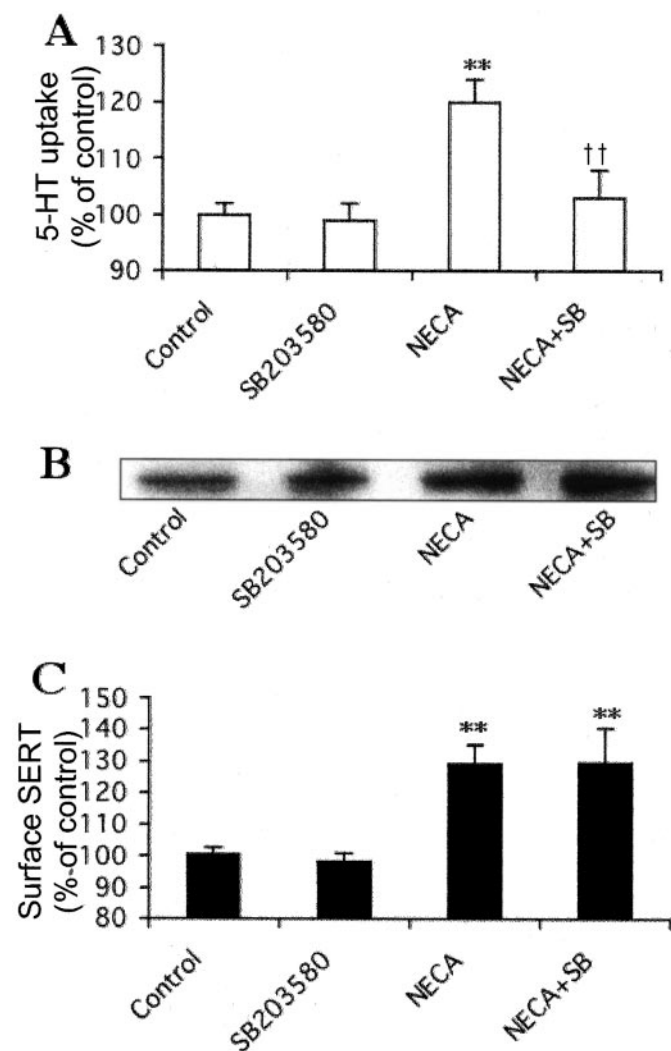 A
5-HT uptake
(% of control)
130
120
110
100
90
**
††
Control
SB203580
NECA
NECA+SB
B
Control
SB203580
NECA
NECA+SB
C
Surface SERT
(%-of control)
150
140
130
120
110
100
90
80
**
**
Control
SB203580
NECA
NECA+SB